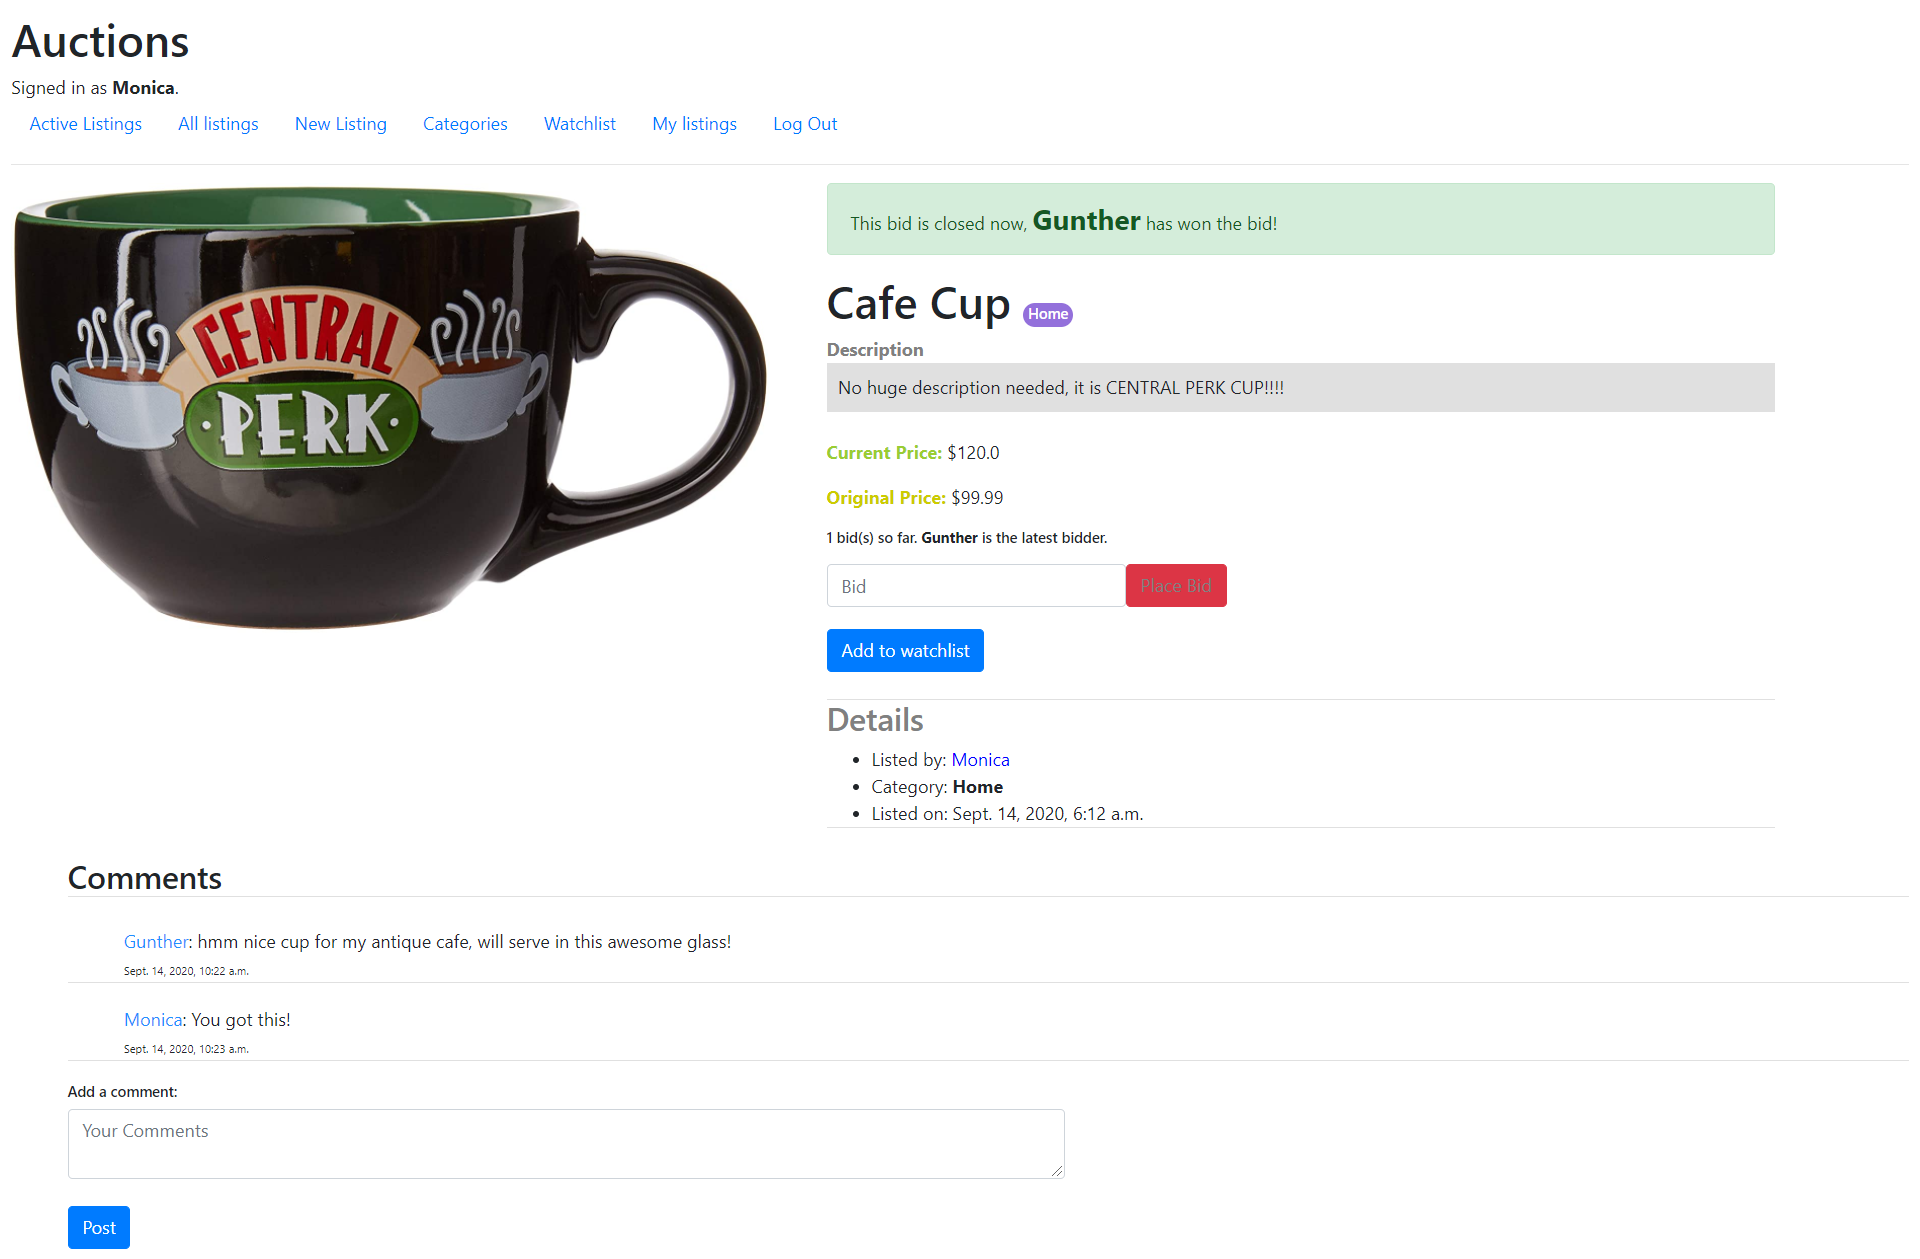 Auctions
Signed in as Monica.
Active Listings All listings New Listing Categories Watchlist My listings Log Out
CENTRAL
PERK
This bid is closed now, Gunther has won the bid!
Cafe Cup Home
Description
No huge description needed, it is CENTRAL PERK CUP!!!!
Current Price: $120.0
Original Price: $99.99
1 bid(s) so far. Gunther is the latest bidder.
Bid Place Bid
Add to watchlist
Details
Listed by: Monica
Category: Home
Listed on: Sept. 14, 2020, 6:12 a.m.
Comments
Gunther: hmm nice cup for my antique cafe, will serve in this awesome glass!
Sept. 14, 2020, 10:22 a.m.
Monica: You got this!
Sept. 14, 2020, 10:23 a.m.
Add a comment:
Your Comments
Post